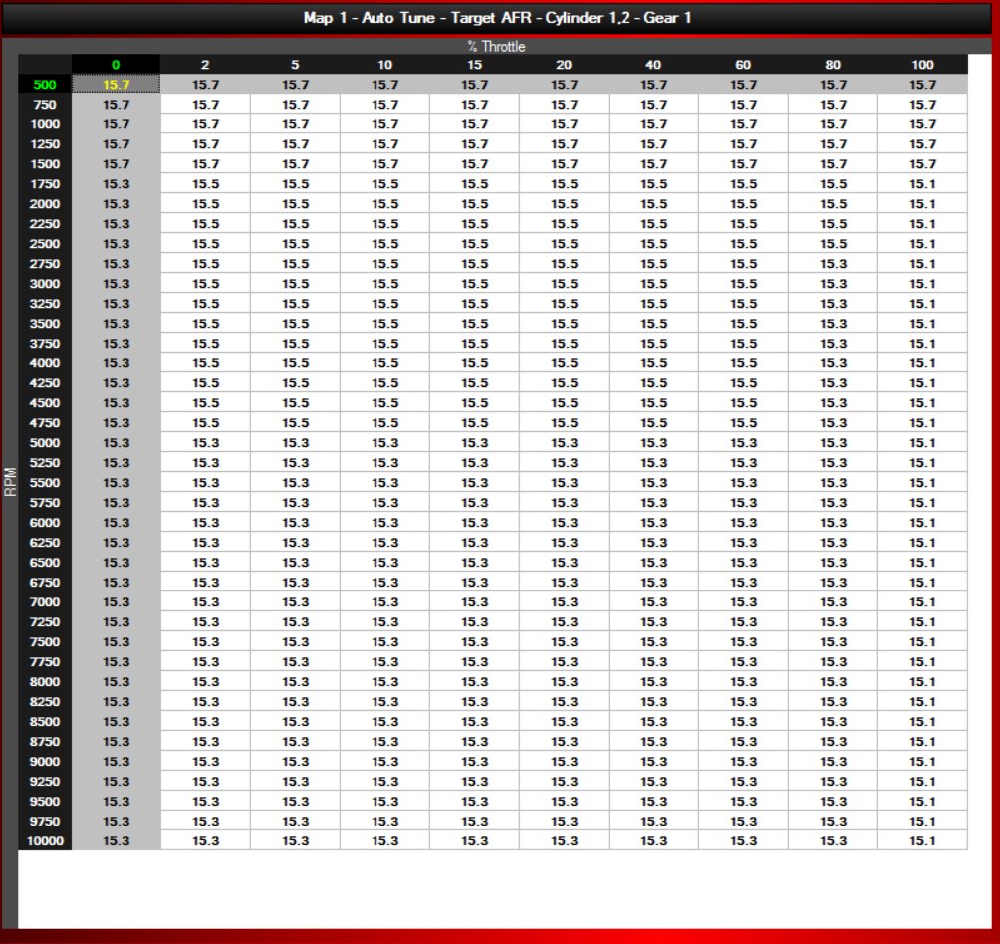 Map 1 - Auto Tune - Target AFR - Cylinder 1,2 - Gear 1
% Throttle
0 2 5 10 15 20 40 60 80 100
500 15.7 15.7 15.7 15.7 15.7 15.7 15.7 15.7 15.7 15.7
750 15.7 15.7 15.7 15.7 15.7 15.7 15.7 15.7 15.7 15.7
1000 15.7 15.7 15.7 15.7 15.7 15.7 15.7 15.7 15.7 15.7
1250 15.7 15.7 15.7 15.7 15.7 15.7 15.7 15.7 15.7 15.7
1500 15.7 15.7 15.7 15.7 15.7 15.7 15.7 15.7 15.7 15.7
1750 15.3 15.5 15.5 15.5 15.5 15.5 15.5 15.5 15.5 15.1
2000 15.3 15.5 15.5 15.5 15.5 15.5 15.5 15.5 15.5 15.1
2250 15.3 15.5 15.5 15.5 15.5 15.5 15.5 15.5 15.5 15.1
2500 15.3 15.5 15.5 15.5 15.5 15.5 15.5 15.5 15.5 15.1
2750 15.3 15.5 15.5 15.5 15.5 15.5 15.5 15.5 15.3 15.1
3000 15.3 15.5 15.5 15.5 15.5 15.5 15.5 15.5 15.3 15.1
3250 15.3 15.5 15.5 15.5 15.5 15.5 15.5 15.5 15.3 15.1
3500 15.3 15.5 15.5 15.5 15.5 15.5 15.5 15.5 15.3 15.1
3750 15.3 15.5 15.5 15.5 15.5 15.5 15.5 15.5 15.3 15.1
4000 15.3 15.5 15.5 15.5 15.5 15.5 15.5 15.5 15.3 15.1
4250 15.3 15.5 15.5 15.5 15.5 15.5 15.5 15.5 15.3 15.1
4500 15.3 15.5 15.5 15.5 15.5 15.5 15.5 15.5 15.3 15.1
4750 15.3 15.5 15.5 15.5 15.5 15.5 15.5 15.5 15.3 15.1
5000 15.3 15.3 15.3 15.3 15.3 15.3 15.3 15.3 15.3 15.1
5250 15.3 15.3 15.3 15.3 15.3 15.3 15.3 15.3 15.3 15.1
RPM
5500 15.3 15.3 15.3 15.3 15.3 15.3 15.3 15.3 15.3 15.1
5750 15.3 15.3 15.3 15.3 15.3 15.3 15.3 15.3 15.3 15.1
6000 15.3 15.3 15.3 15.3 15.3 15.3 15.3 15.3 15.3 15.1
6250 15.3 15.3 15.3 15.3 15.3 15.3 15.3 15.3 15.3 15.1
6500 15.3 15.3 15.3 15.3 15.3 15.3 15.3 15.3 15.3 15.1
6750 15.3 15.3 15.3 15.3 15.3 15.3 15.3 15.3 15.3 15.1
7000 15.3 15.3 15.3 15.3 15.3 15.3 15.3 15.3 15.3 15.1
7250 15.3 15.3 15.3 15.3 15.3 15.3 15.3 15.3 15.3 15.1
7500 15.3 15.3 15.3 15.3 15.3 15.3 15.3 15.3 15.3 15.1
7750 15.3 15.3 15.3 15.3 15.3 15.3 15.3 15.3 15.3 15.1
8000 15.3 15.3 15.3 15.3 15.3 15.3 15.3 15.3 15.3 15.1
8250 15.3 15.3 15.3 15.3 15.3 15.3 15.3 15.3 15.3 15.1
8500 15.3 15.3 15.3 15.3 15.3 15.3 15.3 15.3 15.3 15.1
8750 15.3 15.3 15.3 15.3 15.3 15.3 15.3 15.3 15.3 15.1
9000 15.3 15.3 15.3 15.3 15.3 15.3 15.3 15.3 15.3 15.1
9250 15.3 15.3 15.3 15.3 15.3 15.3 15.3 15.3 15.3 15.1
9500 15.3 15.3 15.3 15.3 15.3 15.3 15.3 15.3 15.3 15.1
9750 15.3 15.3 15.3 15.3 15.3 15.3 15.3 15.3 15.3 15.1
10000 15.3 15.3 15.3 15.3 15.3 15.3 15.3 15.3 15.3 15.1